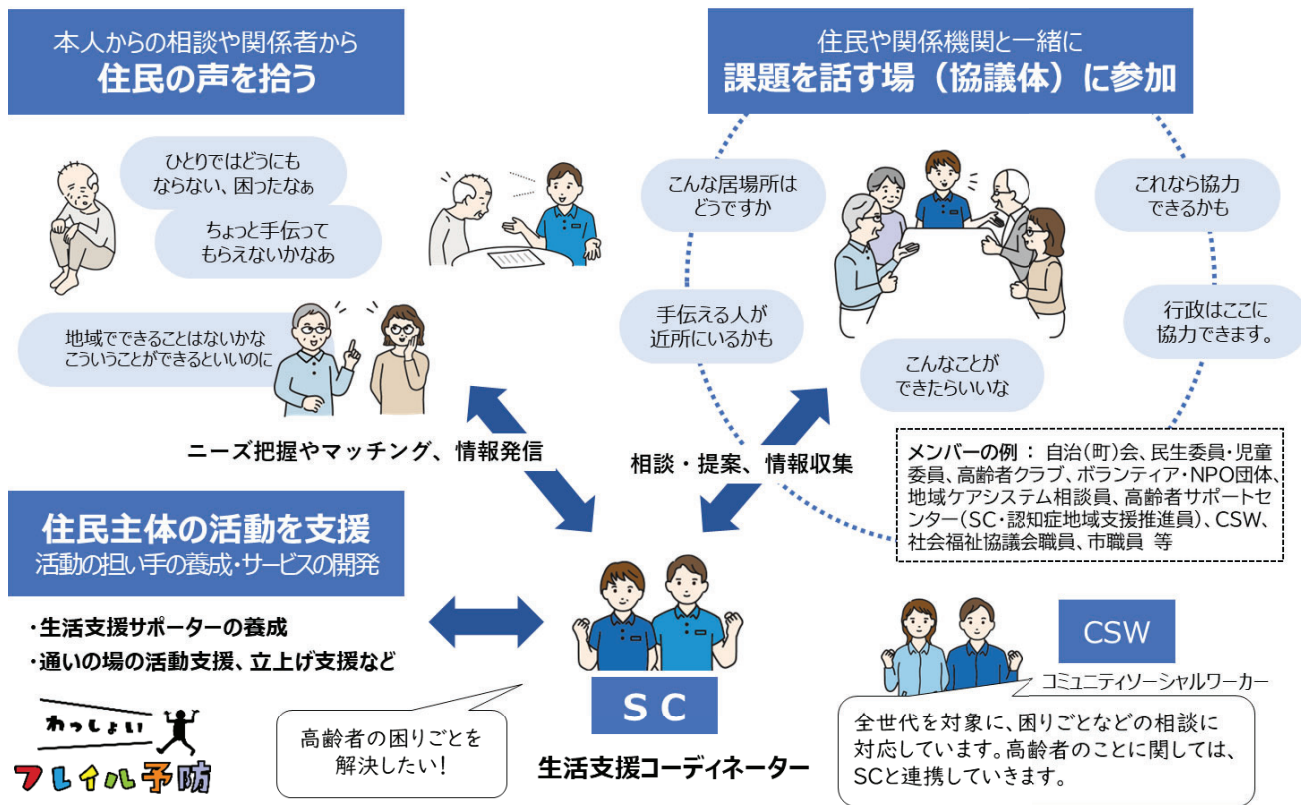 本人からの相談や関係者から
住民の声を拾う
ひとりではどうにも
ならない、困ったなぁ
ちょっと手伝って
もらえないかなあ
地域でできることはないかな
こういうことができるといいのに
住民や関係機関と一緒に
課題を話す場（協議体）に参加
こんな居場所は
どうですか
これなら協力
できるかも
手伝える人が
近所にいるかも
行政はここに
協力できます。
こんなことが
できたらいいな
メンバーの例 ： 自治（町）会、民生委員・児童
委員、高齢者クラブ、ボランティア・NPO団体、
地域ケアシステム相談員、高齢者サポートセ
ンター（SC・認知症地域支援推進員）、CSW、
社会福祉協議会職員、市職員 等
ニーズ把握やマッチング、情報発信
相談・提案、情報収集
住民主体の活動を支援
活動の担い手の養成・サービスの開発
・生活支援サポーターの養成
・通いの場の活動支援、立上げ支援など
わっしょい
フレイル予防
高齢者の困りごとを
解決したい！
ＳＣ
生活支援コーディネーター
CSW
コミュニティソーシャルワーカー
全世代を対象に、困りごとなどの相談に
対応しています。高齢者のことに関しては、
SCと連携していきます。